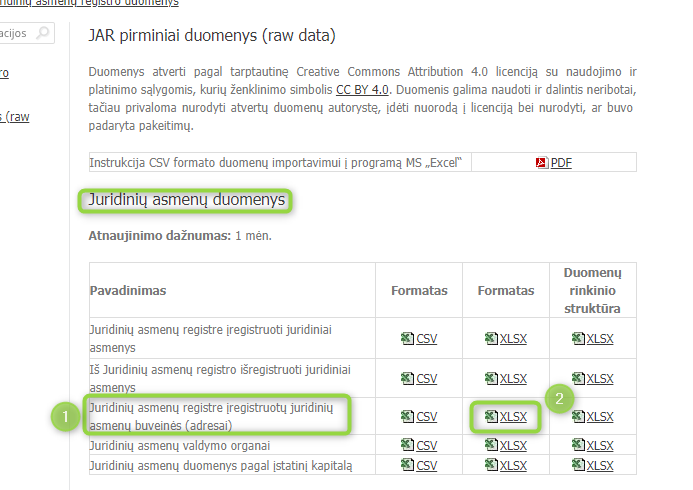 ridinių asmenų registro duomenys
acijos
ro
s (raw
JAR pirminiai duomenys (raw data)
Duomenys atverti pagal tarptautinę Creative Commons Attribution 4.0 licenciją su naudojimo ir
platinimo sąlygomis, kurių ženklinimo simbolis CC BY 4.0. Duomenis galima naudoti ir dalintis neribotai,
tačiau privaloma nurodyti atvertų duomenų autorystę, įdėti nuorodą į licenciją bei nurodyti, ar buvo
padaryta pakeitimų.
Instrukcija CSV formato duomenų importavimui į programą MS „Excel“ PDF
Juridinių asmenų duomenys
Atnaujinimo dažnumas: 1 mėn.
Pavadinimas Formatas Formatas Duomenų
rinkinio
struktūra
Juridinių asmenų registre įregistruoti juridiniai
asmenys CSV XLSX XLSX
Iš Juridinių asmenų registro išregistruoti juridiniai
asmenys CSV XLSX XLSX
1 Juridinių asmenų registre įregistruotų juridinių
asmenų buveinės (adresai) CSV XLSX 2 XLSX
Juridinių asmenų valdymo organai CSV XLSX XLSX
Juridinių asmenų duomenys pagal įstatinį kapitalą CSV XLSX XLSX